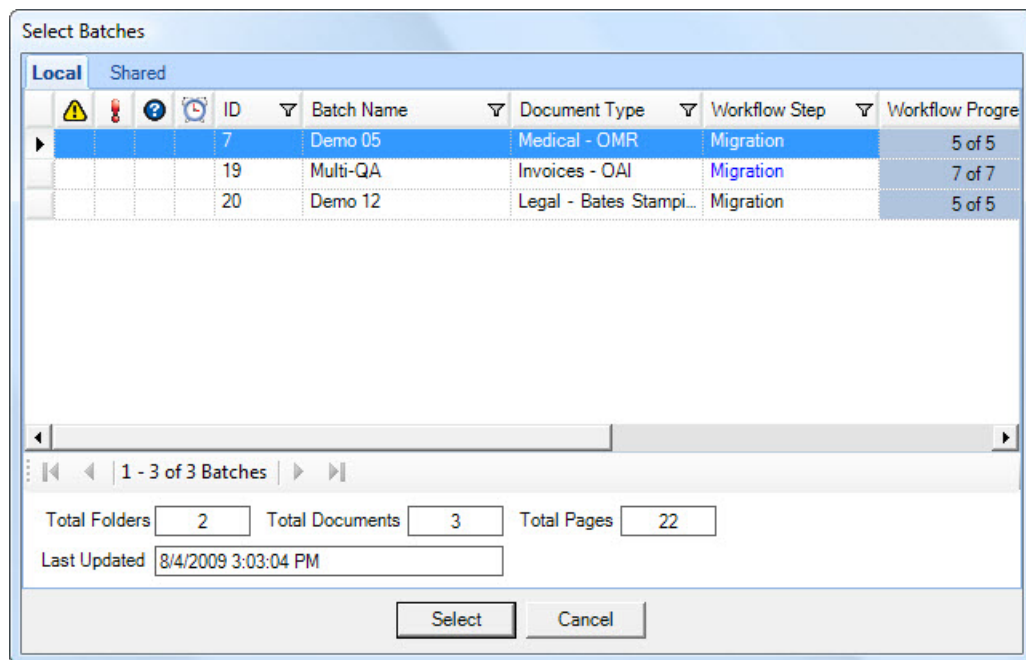 Select Batches
Local Shared
ID Batch Name Document Type Workflow Step Workflow Progre
7 Demo 05 Medical - OMR Migration 5 of 5
19 Multi-QA Invoices - OAI Migration 7 of 7
20 Demo 12 Legal - Bates Stampi... Migration 5 of 5
1 - 3 of 3 Batches
Total Folders 2 Total Documents 3 Total Pages 22
Last Updated 8/4/2009 3:03:04 PM
Select Cancel